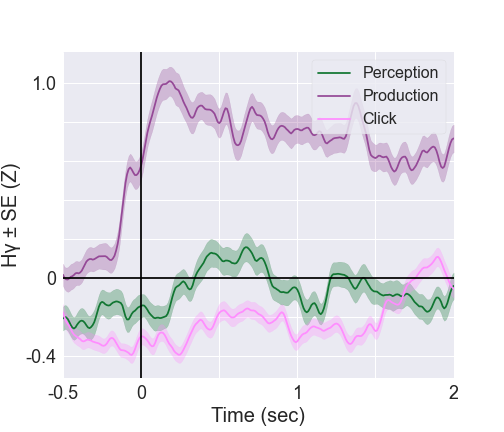 Perception
Production
Click
1.0
0
-0.4
Hγ ± SE (Z)
-0.5
0
1
2
Time (sec)